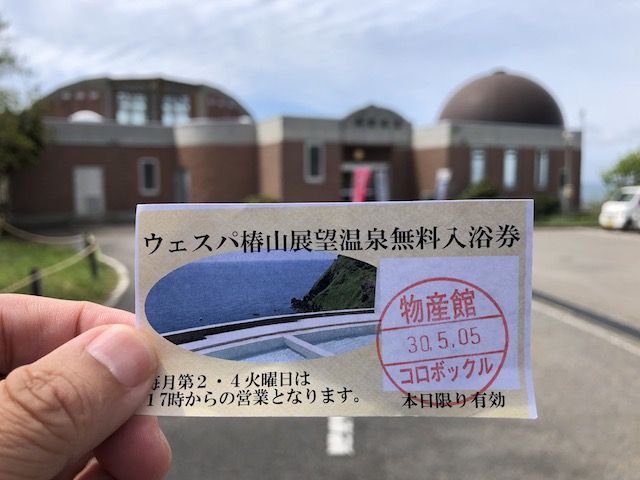 ウェスパ椿山展望温泉無料入浴券
物産館
30.5.05
コロボックル
毎月第２・４火曜日は
１７時からの営業となります。
本日限り有効